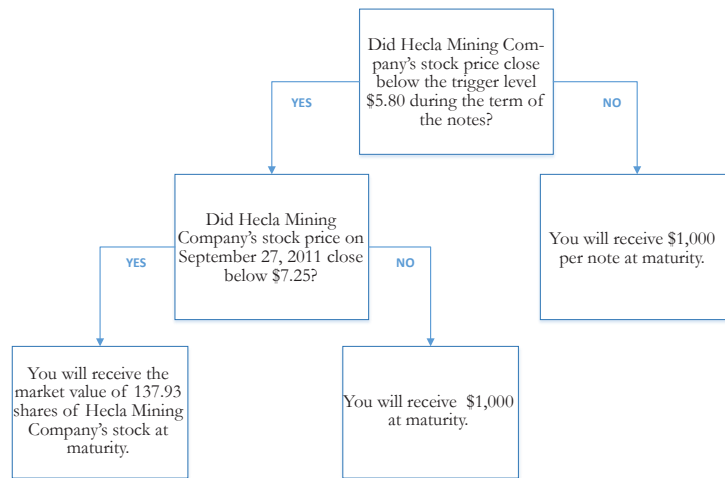 Did Hecla Mining Com-
pany's stock price close
below the trigger level
$5.80 during the term of
the notes?
YES
NO
Did Hecla Mining
Company's stock price on
September 27, 2011 close
below $7.25?
You will receive $1,000
per note at maturity.
YES
NO
You will receive the
market value of 137.93
shares of Hecla Mining
Company's stock at
maturity.
You will receive $1,000
at maturity.